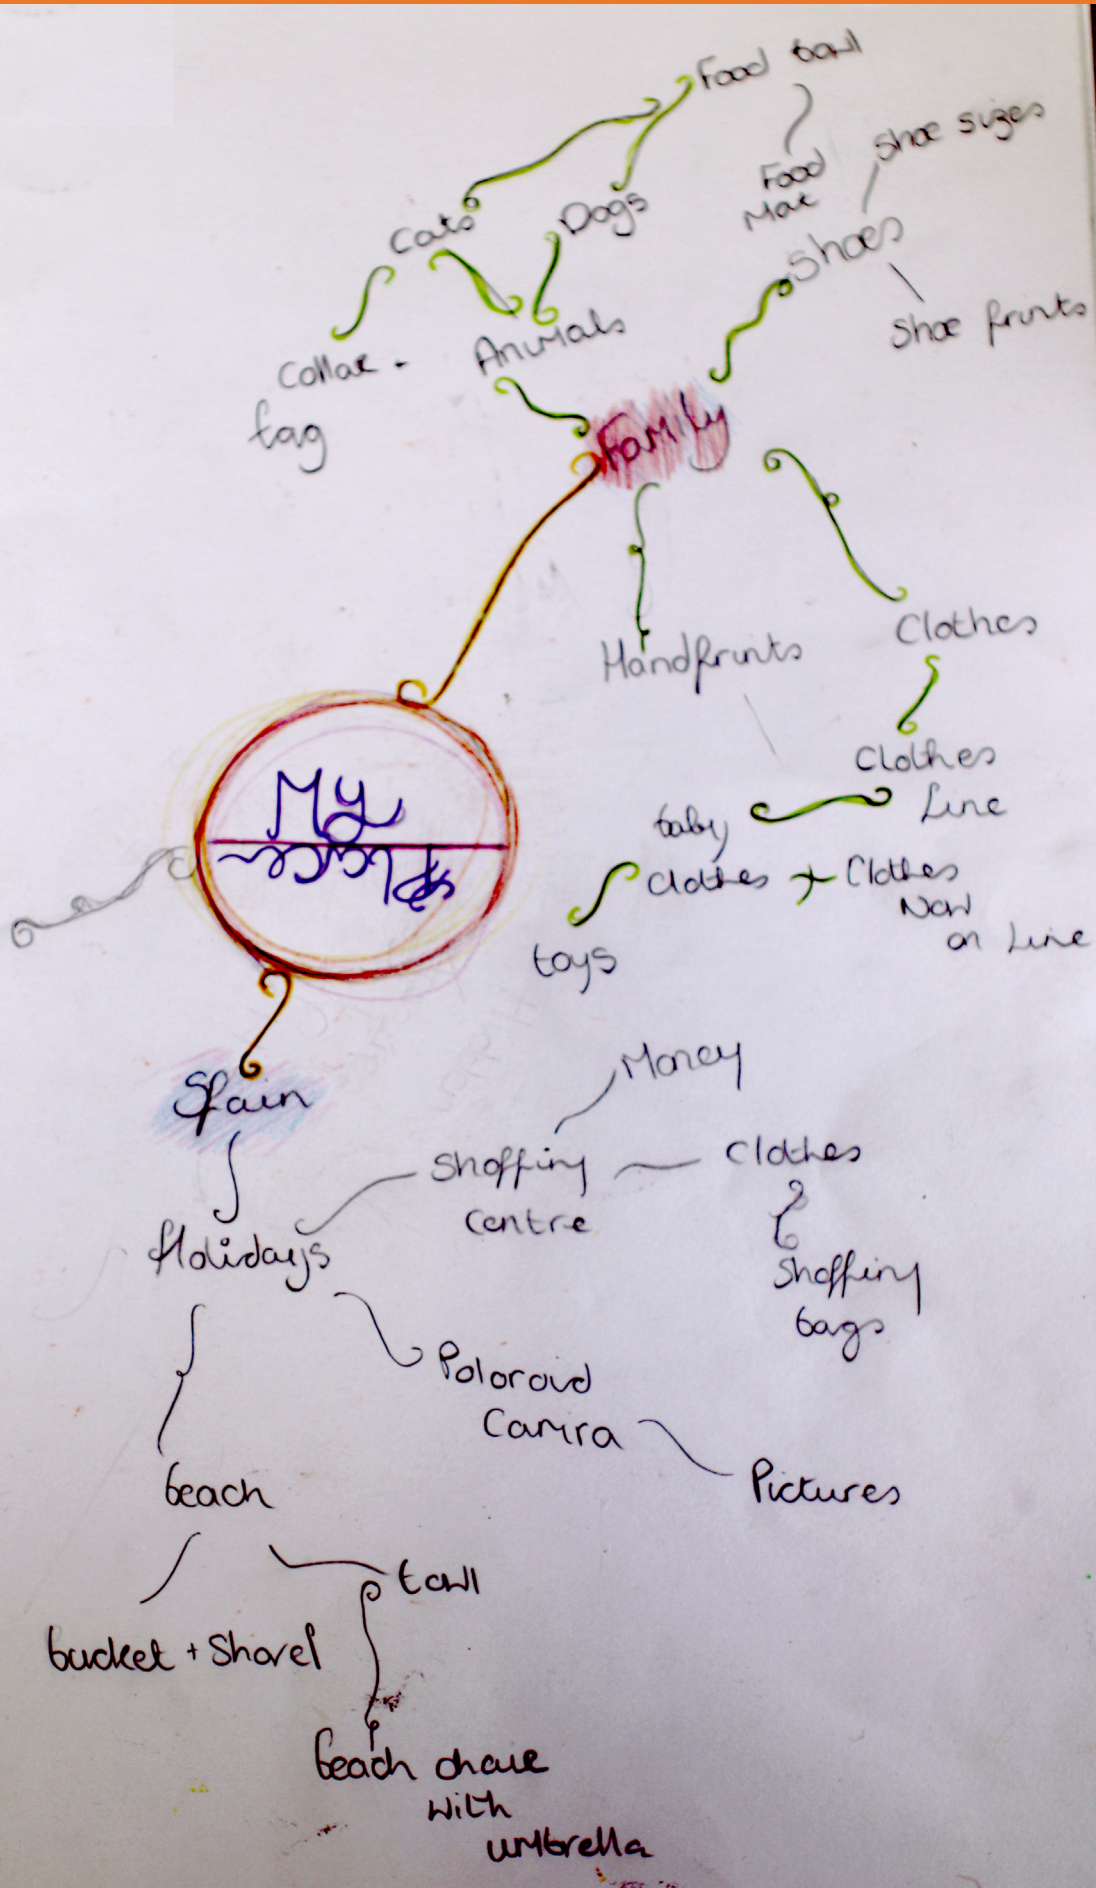 Food bowl
Shoe sizes
Food
Mat
Cats
Dogs
Shoes
Shoe prints
Animals
Collar -
tag
Family
Handprints
Clothes
Clothes
Line
baby
clothes + Clothes
Now
on Line
toys
My
Place
Spain
Money
Shopping
Centre
Clothes
Holidays
Shopping
bags
Poloroid
Camra
Pictures
beach
towl
bucket + Shovel
beach chair
with
umbrella